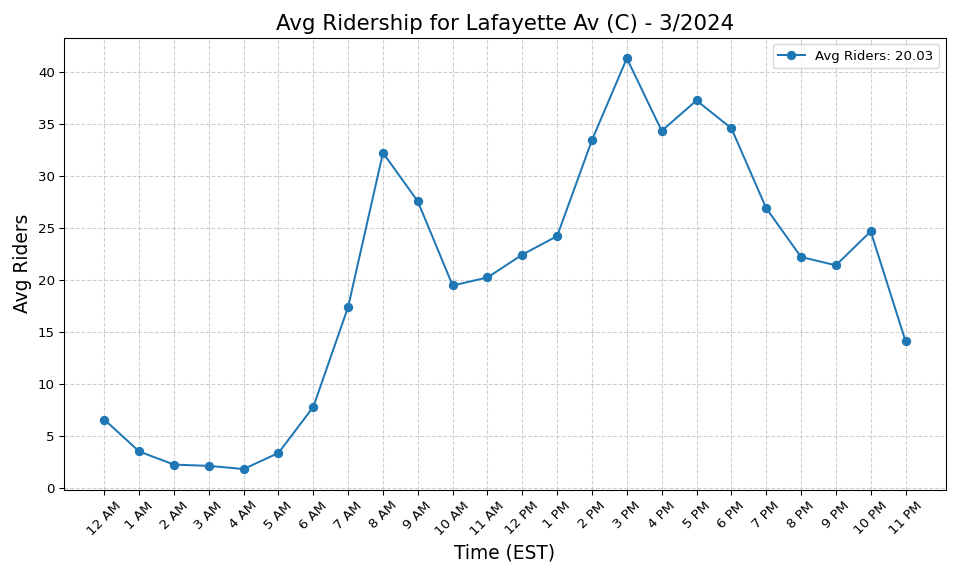 Avg Ridership for Lafayette Av (C) - 3/2024
Avg Riders: 20.03
Avg Riders
40
35
30
25
20
15
10
5
0
12 AM
1 AM
2 AM
3 AM
4 AM
5 AM
6 AM
7 AM
8 AM
9 AM
10 AM
11 AM
12 PM
1 PM
2 PM
3 PM
4 PM
5 PM
6 PM
7 PM
8 PM
9 PM
10 PM
11 PM
Time (EST)